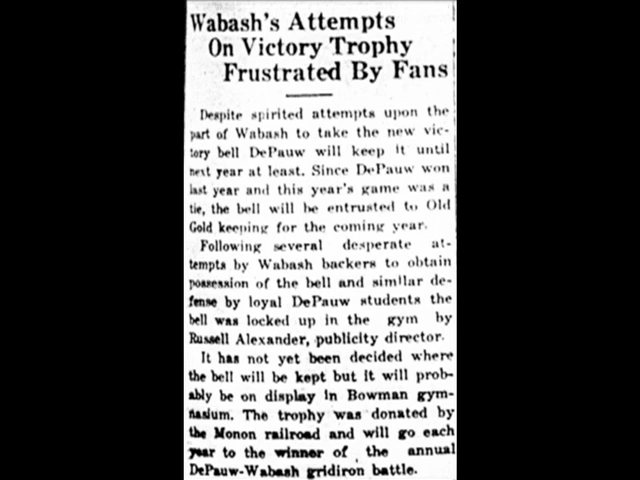 Wabash's Attempts
On Victory Trophy
Frustrated By Fans
Despite spirited attempts upon the
part of Wabash to take the new vic-
tory bell DePauw will keep it until
next year at least. Since DePauw won
last year and this year's game was a
tie, the bell will be entrusted to Old
Gold keeping for the coming year.
Following several desperate at-
tempts by Wabash backers to obtain
possession of the bell and similar de-
fense by loyal DePauw students the
bell was locked up in the gym by
Russell Alexander, publicity director.
It has not yet been decided where
the bell will be kept but it will prob-
ably be on display in Bowman gym-
nasium. The trophy was donated by
the Monon railroad and will go each
year to the winner of the annual
DePauw-Wabash gridiron battle.